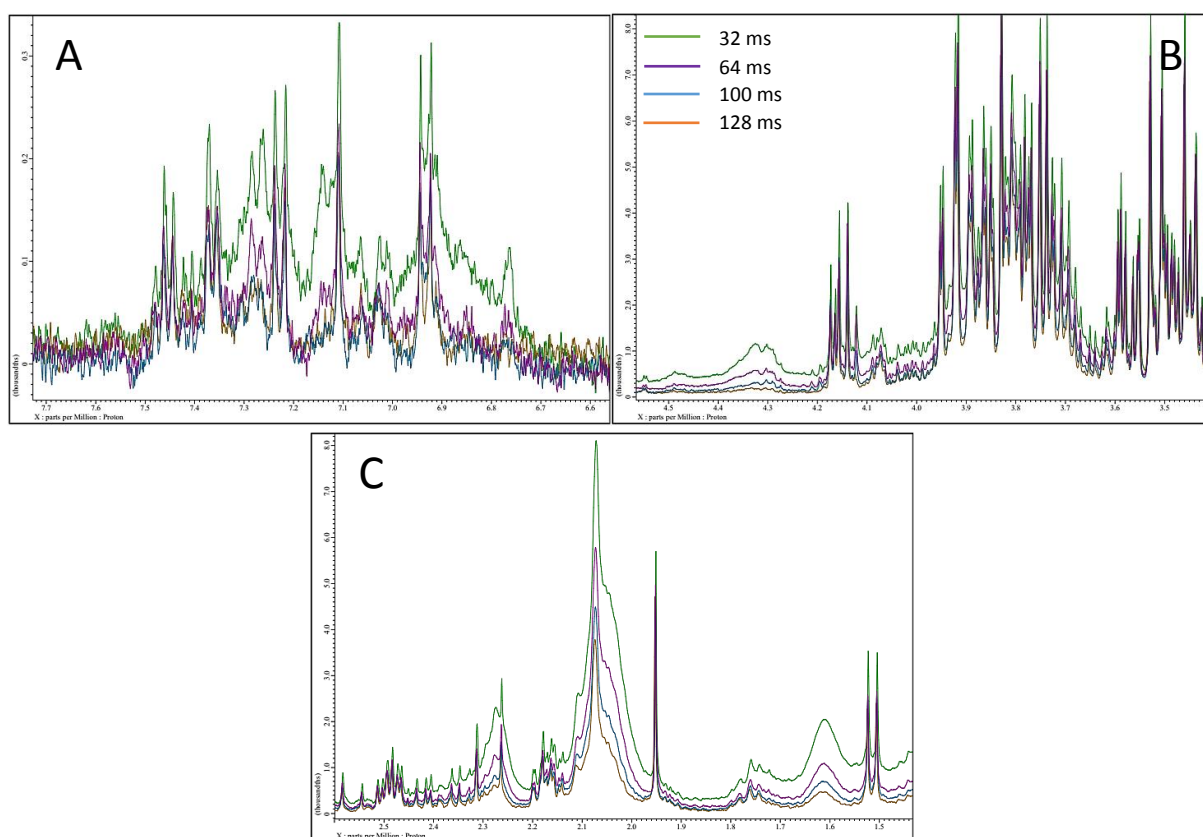 A
0.3
0.2
0.1
0
(thousandths)
7.7 7.6 7.5 7.4 7.3 7.2 7.1 7.0 6.9 6.8 6.7 6.6
X : parts per Million : Proton
B
32 ms
64 ms
100 ms
128 ms
8.0
7.0
6.0
5.0
4.0
3.0
2.0
1.0
0
(thousandths)
4.5 4.4 4.3 4.2 4.1 4.0 3.9 3.8 3.7 3.6 3.5
X : parts per Million : Proton
C
8.0
7.0
6.0
5.0
4.0
3.0
2.0
1.0
0
(thousandths)
2.5 2.4 2.3 2.2 2.1 2.0 1.9 1.8 1.7 1.6 1.5
X : parts per Million : Proton